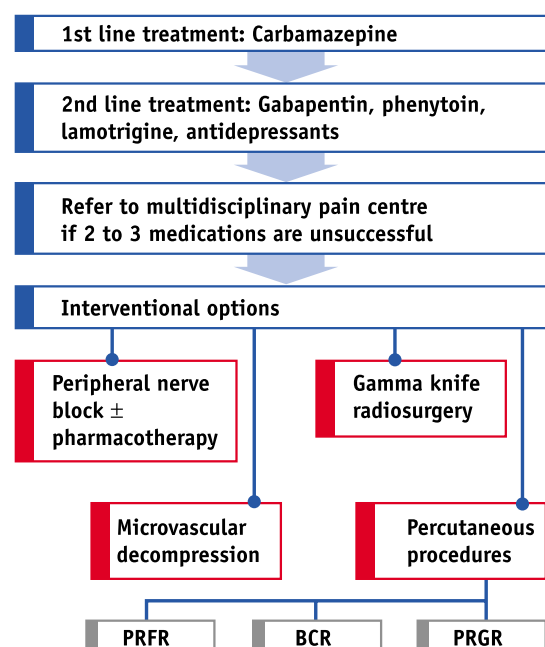 1st line treatment: Carbamazepine
2nd line treatment: Gabapentin, phenytoin,
lamotrigine, antidepressants
Refer to multidisciplinary pain centre
if 2 to 3 medications are unsuccessful
Interventional options
Peripheral nerve
block ±
pharmacotherapy
Gamma knife
radiosurgery
Microvascular
decompression
Percutaneous
procedures
PRFR
BCR
PRGR